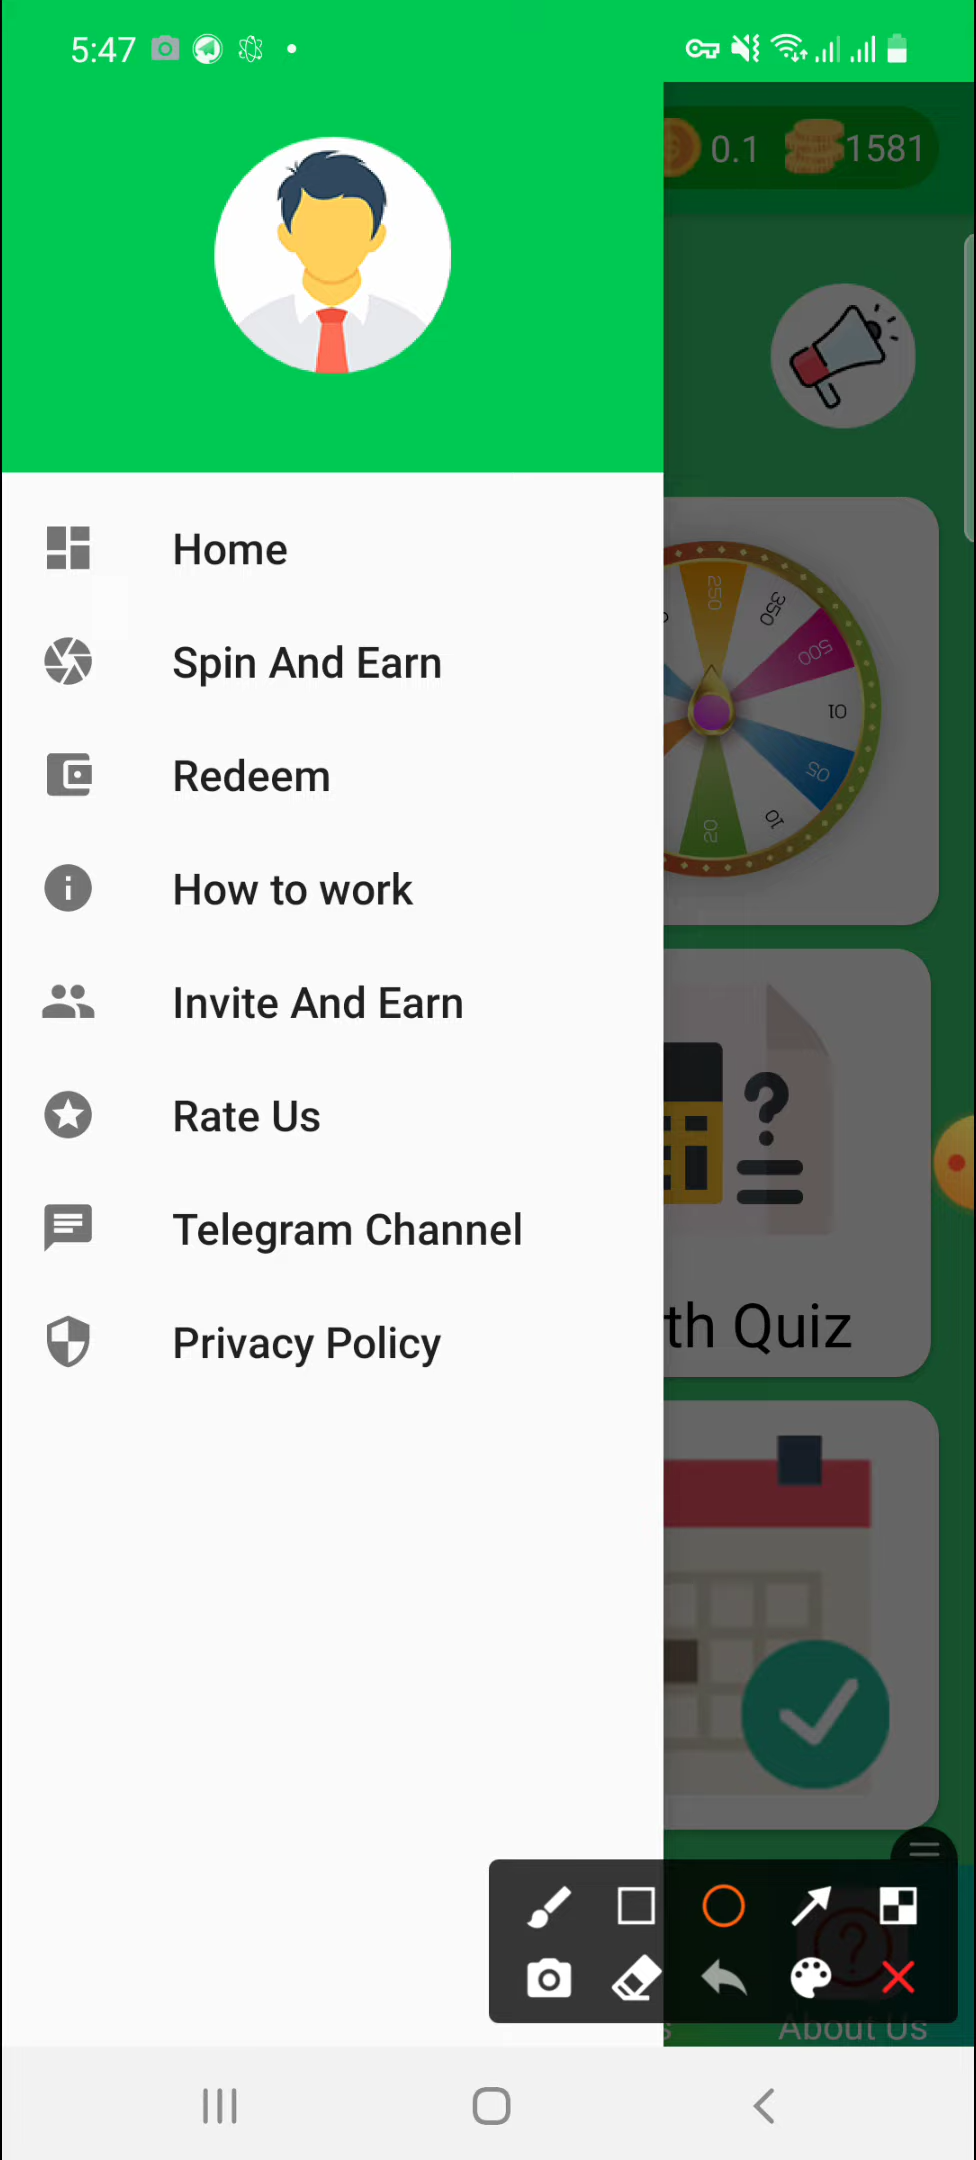 5:47
0.1 1581
Home
Spin And Earn
Redeem
How to work
Invite And Earn
Rate Us
Telegram Channel
Privacy Policy
250
350
500
10
05
10
20
?
th Quiz
?
s
About Us